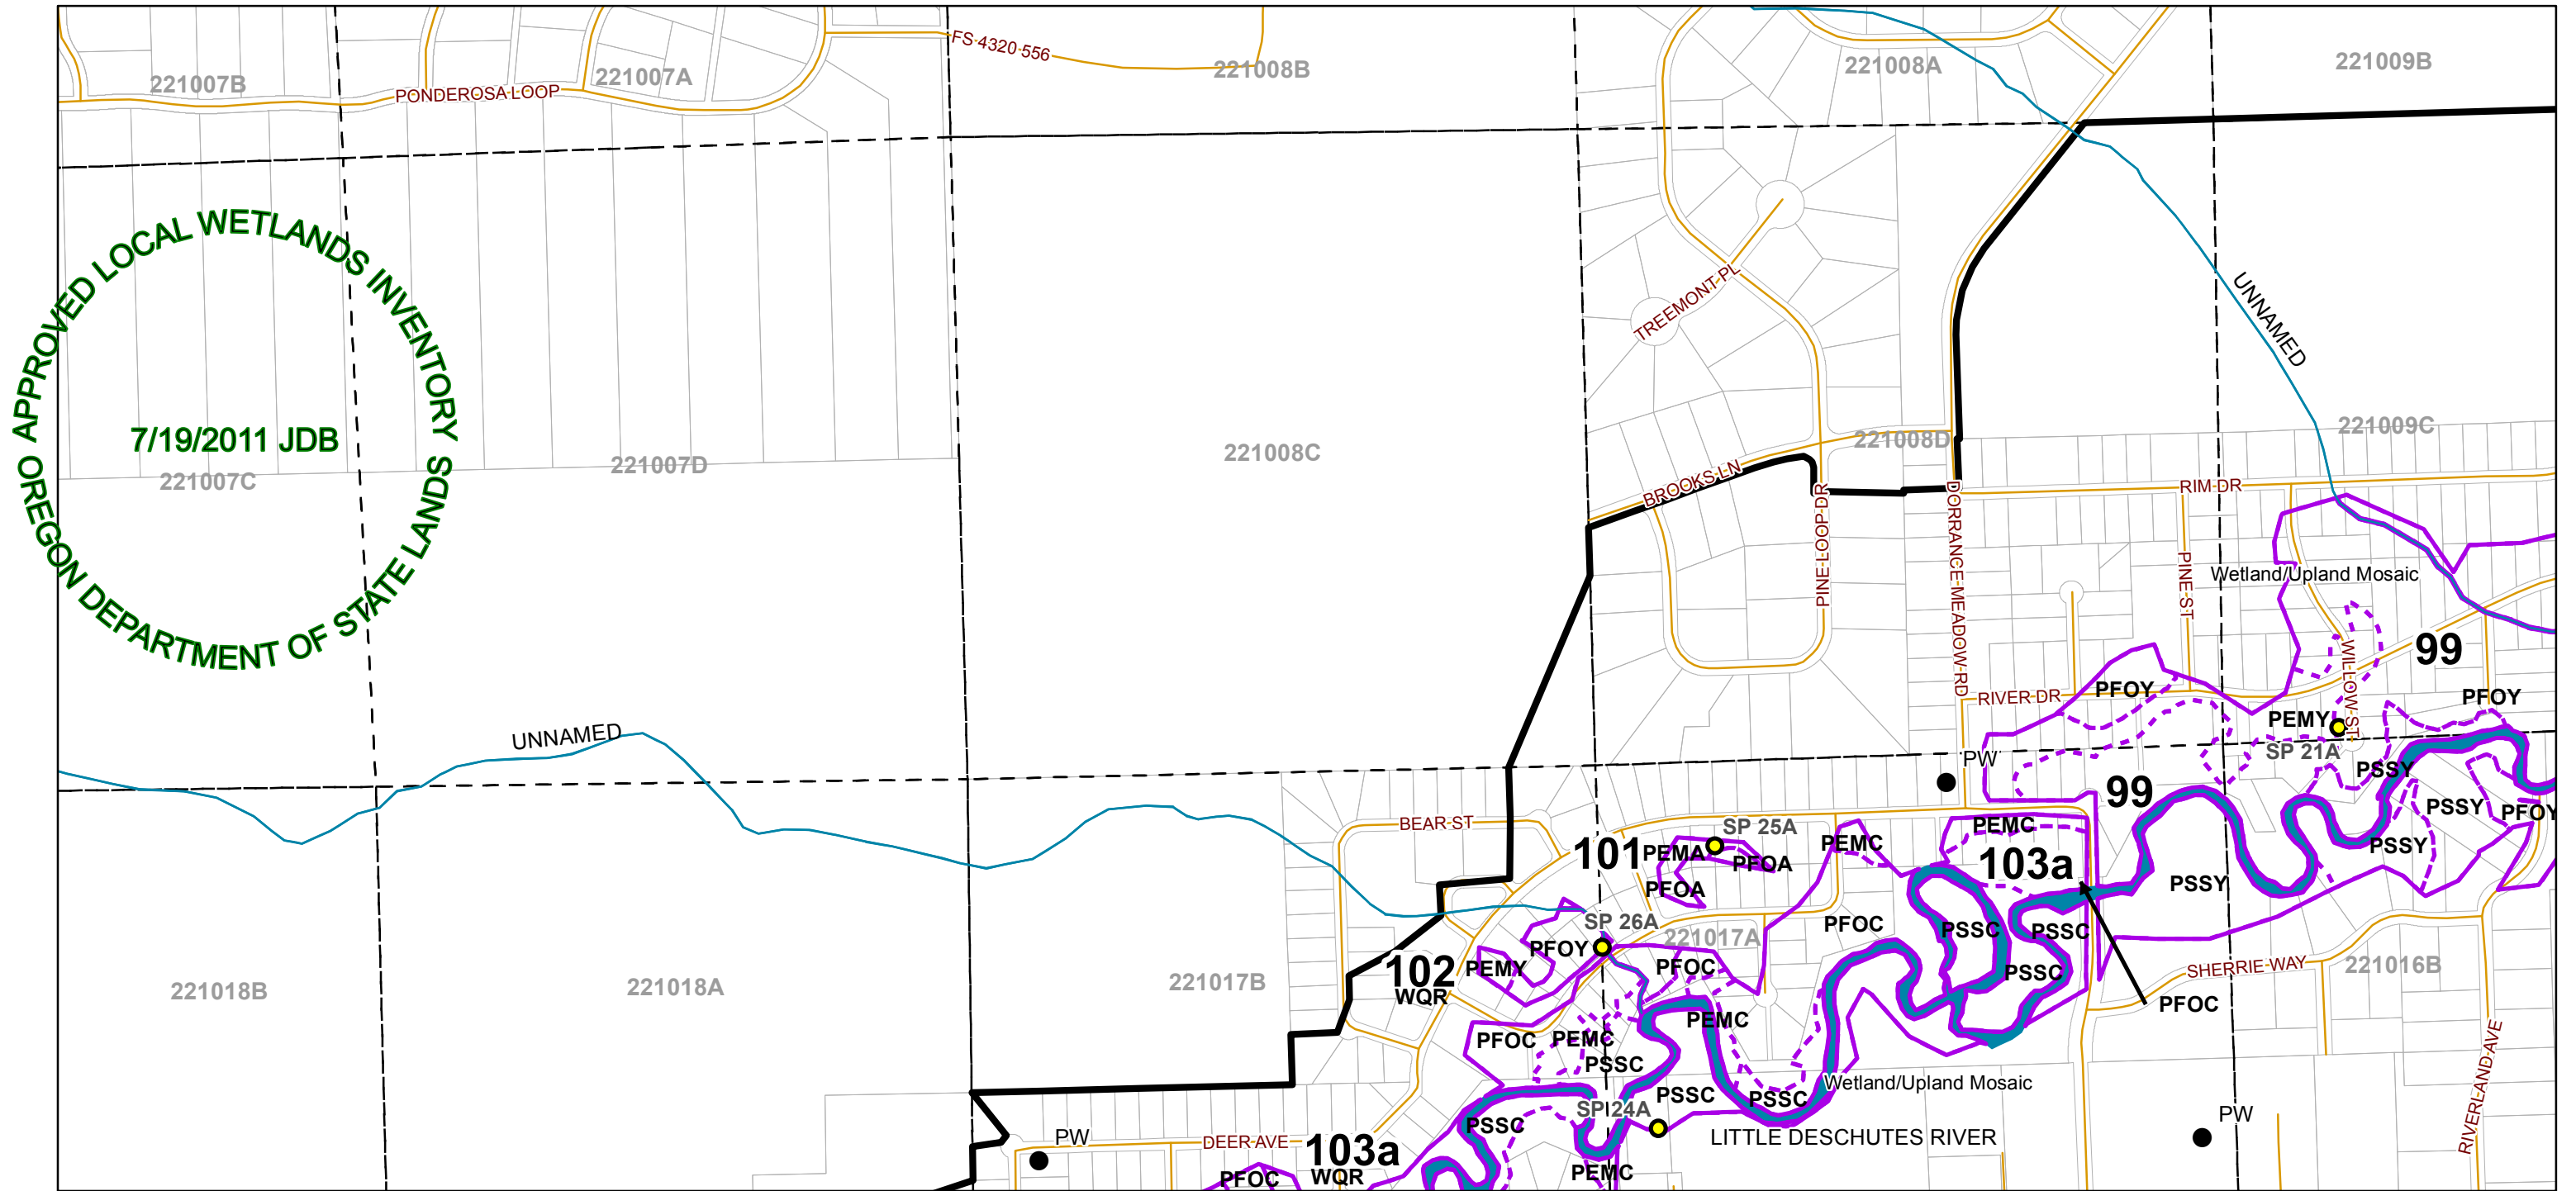 FS 4320 556
221007B
221007A
221008B
221008A
221009B
PONDEROSA LOOP
APPROVED LOCAL WETLANDS INVENTORY
7/19/2011 JDB
OREGON DEPARTMENT OF STATE LANDS
TREEMONT PL
UNNAMED
221007C
221007D
221008C
221008D
221009C
BROOKS LN
RIM DR
PINE LOOP DR
DORRANCE MEADOW RD
PINE ST
Wetland/Upland Mosaic
WILLOW ST
99
RIVER DR
PFOY
PFOY
PEMY
SP 21A
UNNAMED
PW
PSSY
99
PSSY
PFOY
PSSY
BEAR ST
101
PEMA
SP 25A
PFOA
PFOA
PEMC
PEMC
103a
PSSY
SP 26A
PFOY
221017A
PFOC
PSSC
PSSC
PSSC
102
WQR
PEMY
PFOC
SHERRIE WAY
221016B
221018B
221018A
221017B
PFOC
PFOC
PEMC
PEMC
PSSC
PSSC
PSSC
Wetland/Upland Mosaic
RIVERLAND AVE
SP 24A
PSSC
PW
DEER AVE
103a
WQR
LITTLE DESCHUTES RIVER
PW
PFOC
PEMC